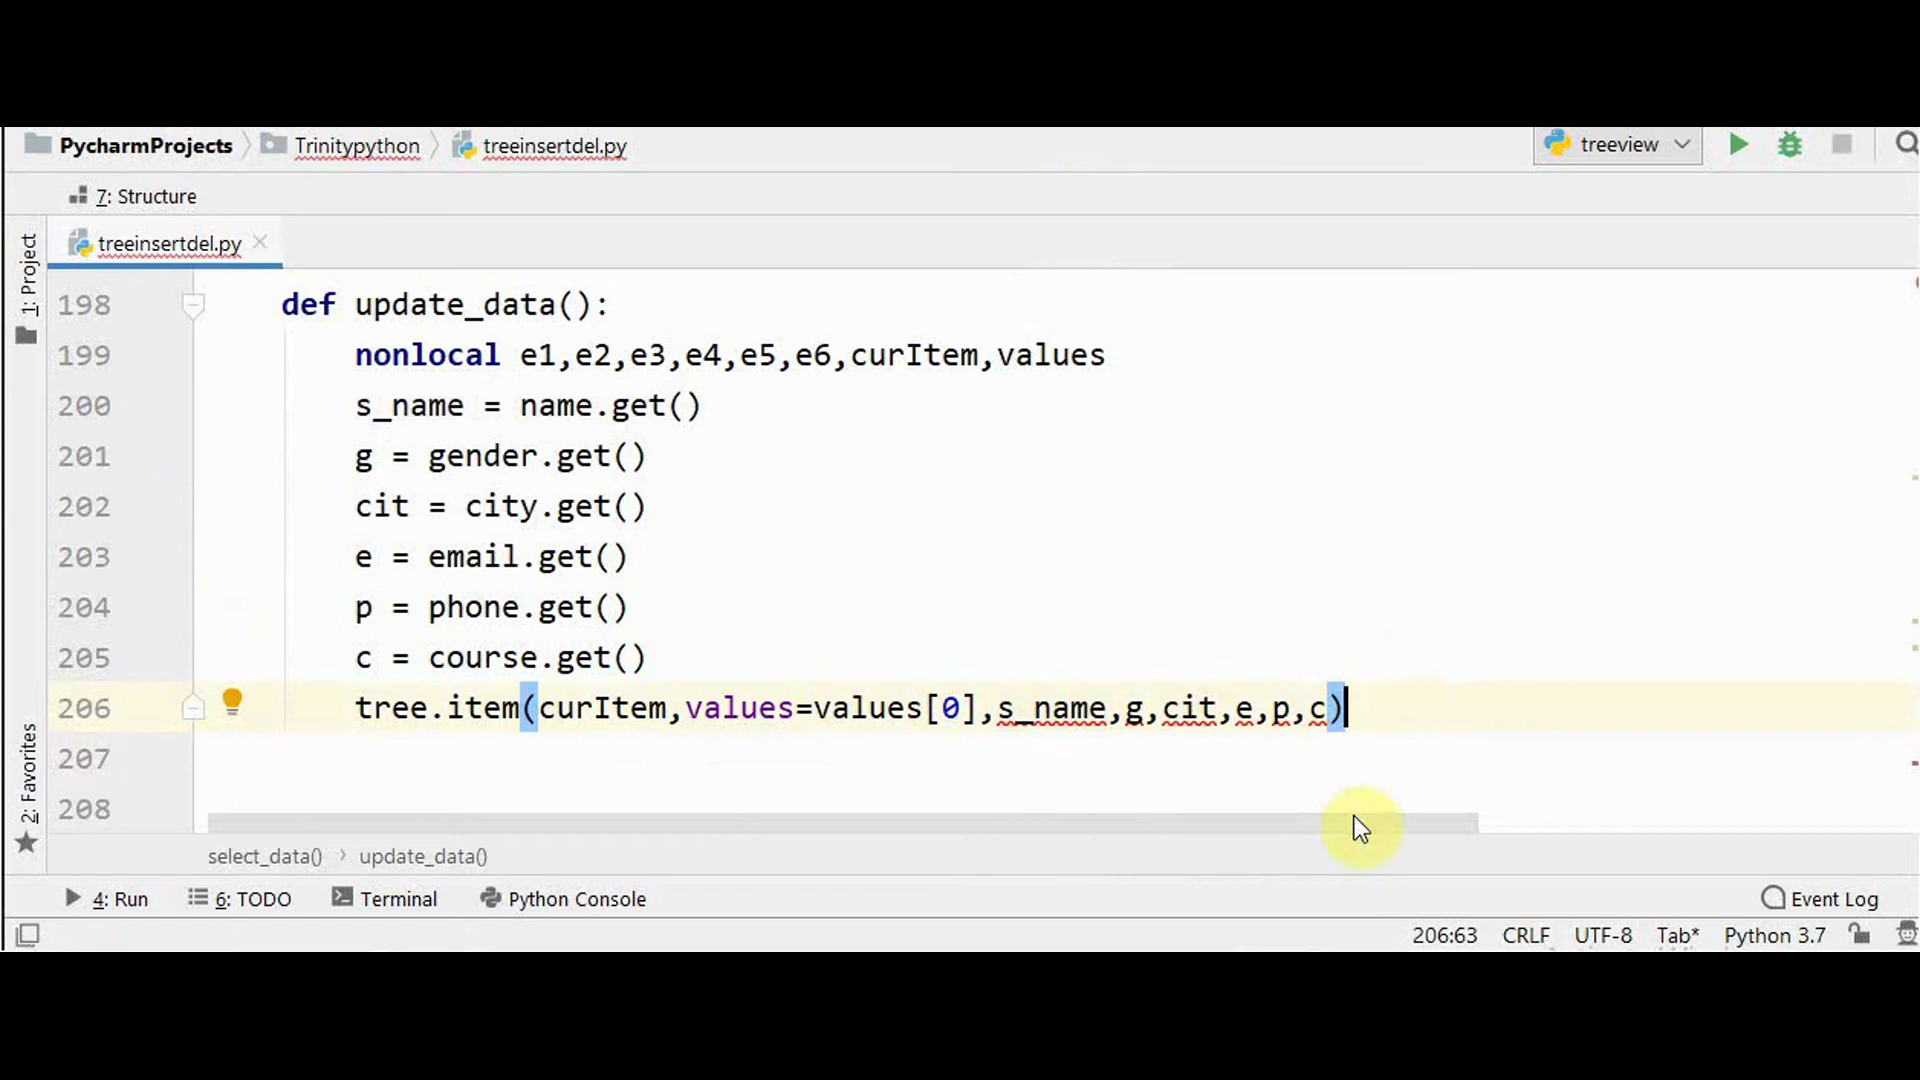 PycharmProjects Trinitypython treeinsertdel.py treeview
7: Structure
1: Project
treeinsertdel.py
198 def update_data():
199 nonlocal e1,e2,e3,e4,e5,e6,curItem,values
200 s_name = name.get()
201 g = gender.get()
202 cit = city.get()
203 e = email.get()
204 p = phone.get()
205 c = course.get()
206 tree.item(curItem,values=values[0],s_name,g,cit,e,p,c)
207
208
2: Favorites
select_data() update_data()
4: Run 6: TODO Terminal Python Console Event Log
206:63 CRLF UTF-8 Tab* Python 3.7